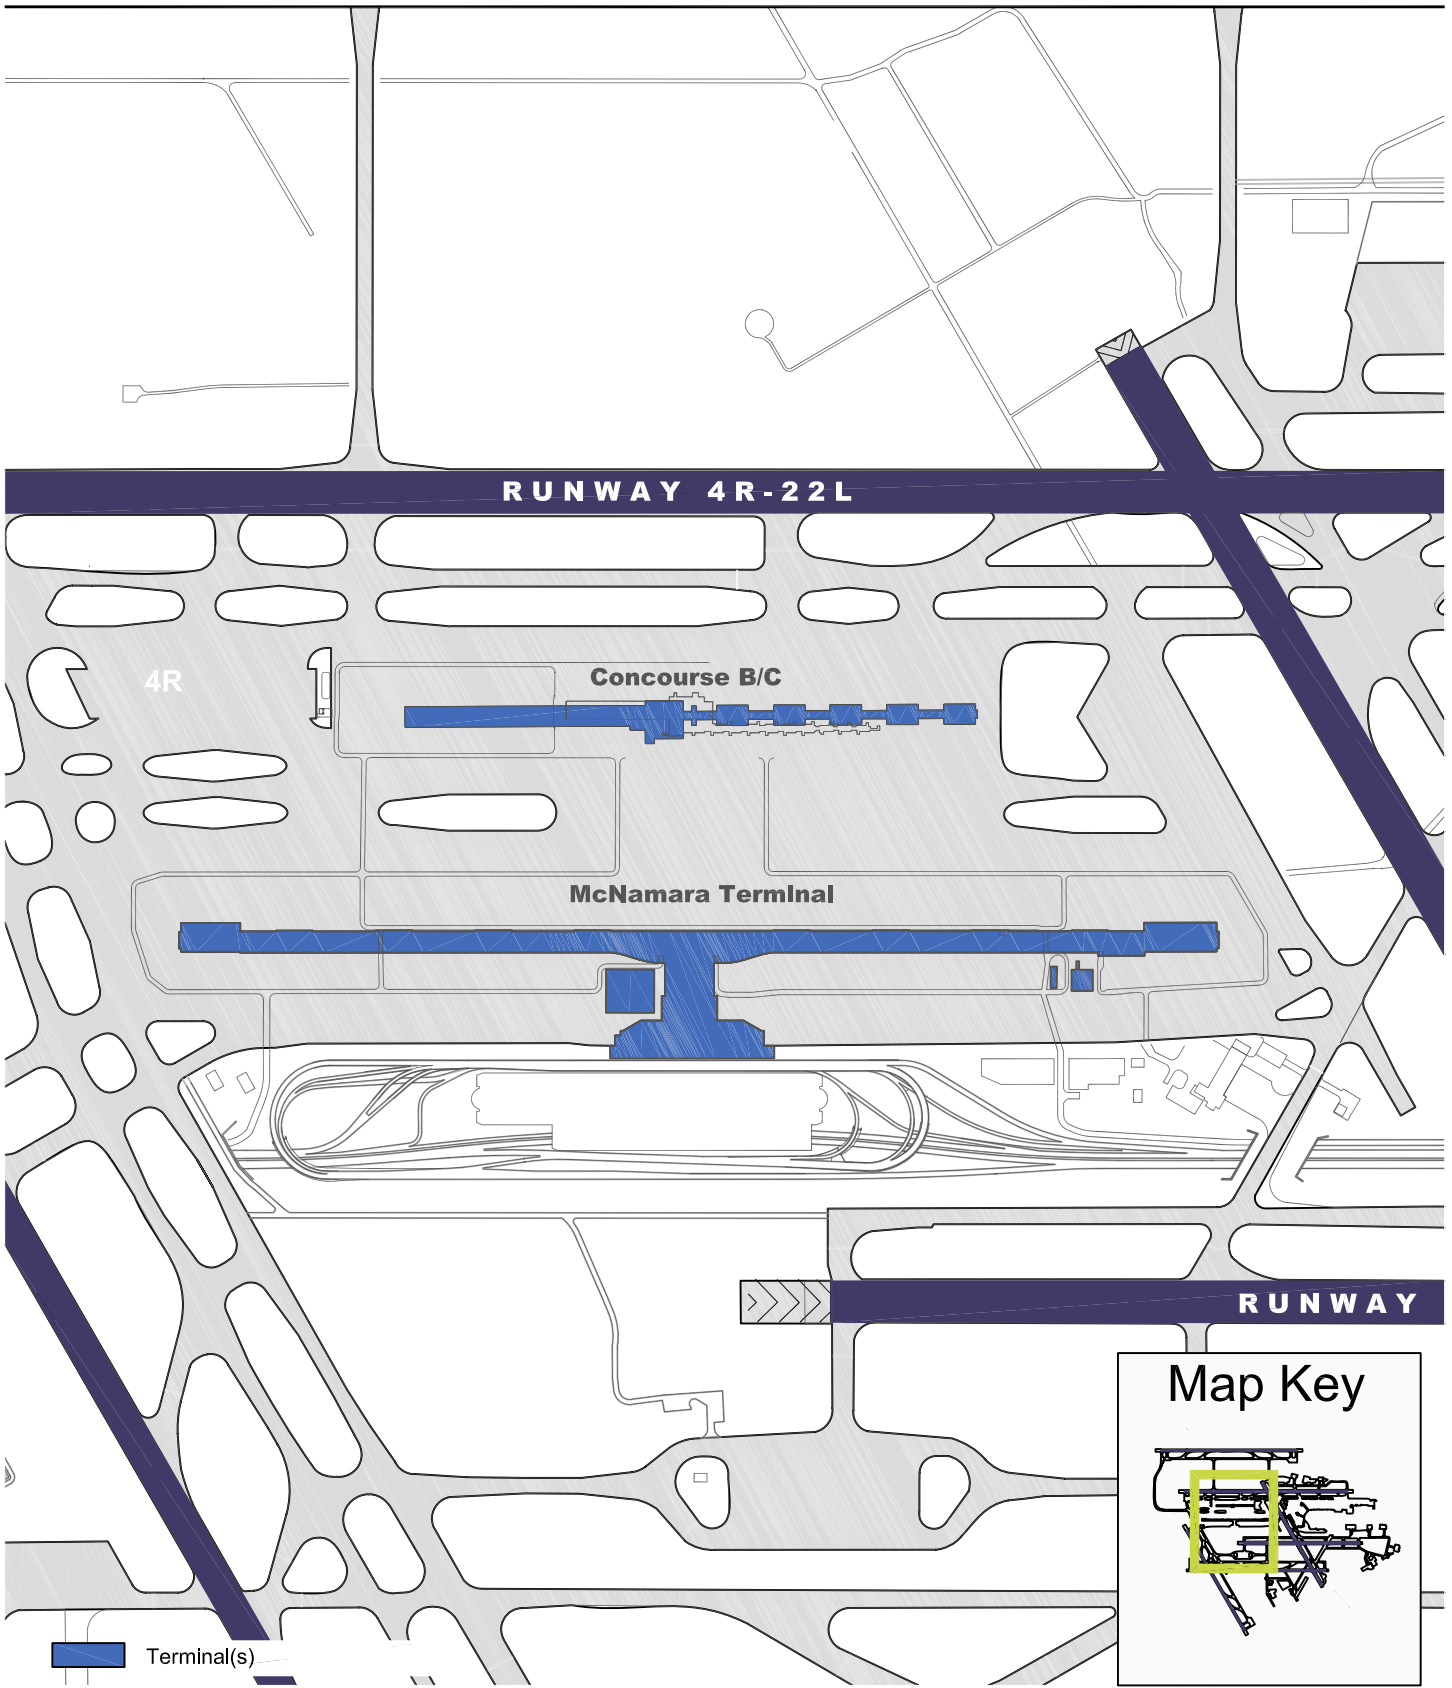 RUNWAY 4R-22L
Concourse B/C
4R
McNamara Terminal
RUNWAY
Map Key
Terminal(s)